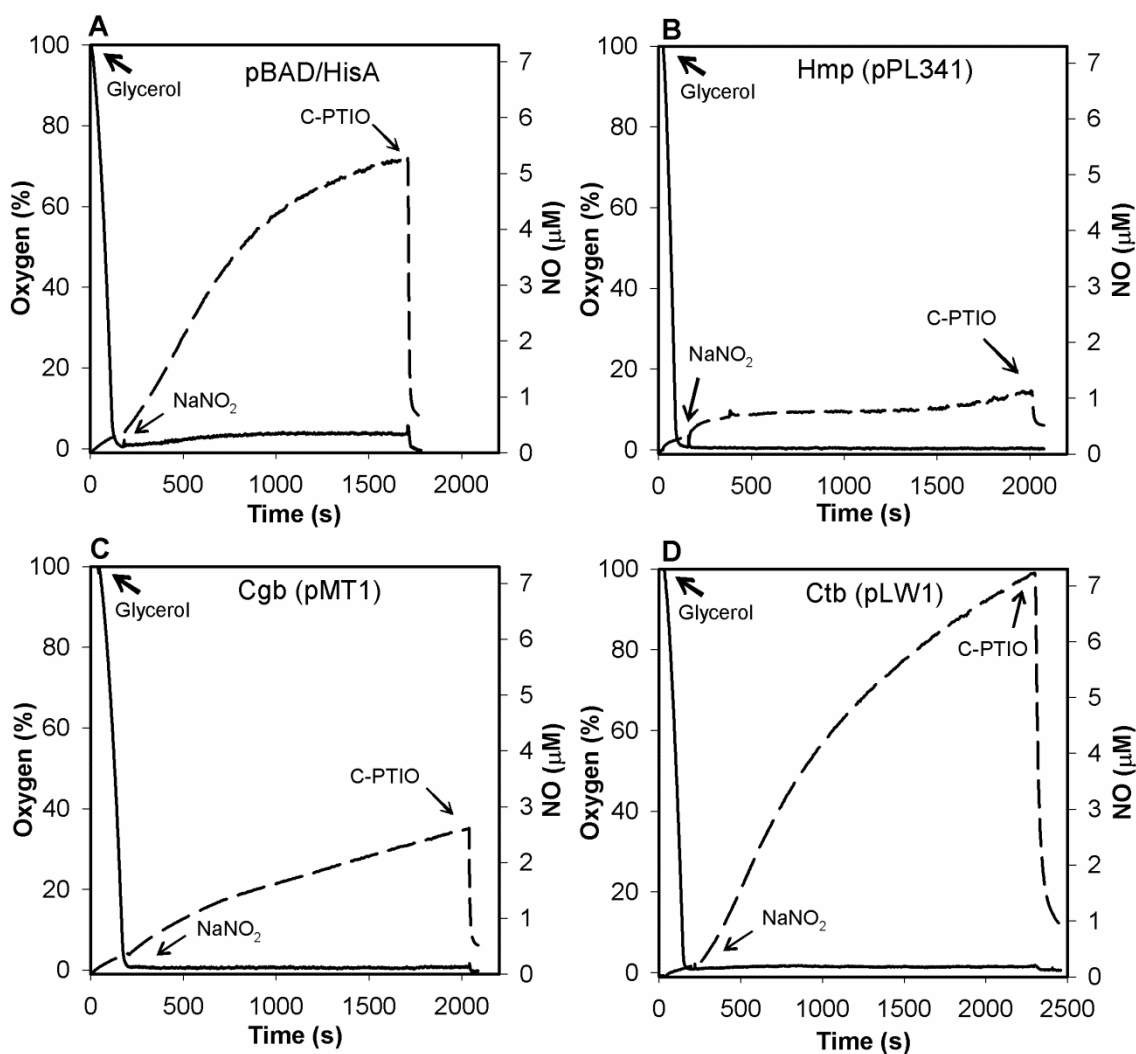 A
pBAD/HisA
Glycerol
C-PTIO
NaNO2
Oxygen (%)
100
80
60
40
20
0
NO (µM)
7
6
5
4
3
2
1
0
0 500 1000 1500 2000
Time (s)
B
Hmp (pPL341)
Glycerol
C-PTIO
NaNO2
Oxygen (%)
100
80
60
40
20
0
NO (µM)
7
6
5
4
3
2
1
0
0 500 1000 1500 2000
Time (s)
C
Cgb (pMT1)
Glycerol
C-PTIO
NaNO2
Oxygen (%)
100
80
60
40
20
0
NO (µM)
7
6
5
4
3
2
1
0
0 500 1000 1500 2000
Time (s)
D
Ctb (pLW1)
Glycerol
C-PTIO
NaNO2
Oxygen (%)
100
80
60
40
20
0
NO (µM)
7
6
5
4
3
2
1
0
0 500 1000 1500 2000 2500
Time (s)